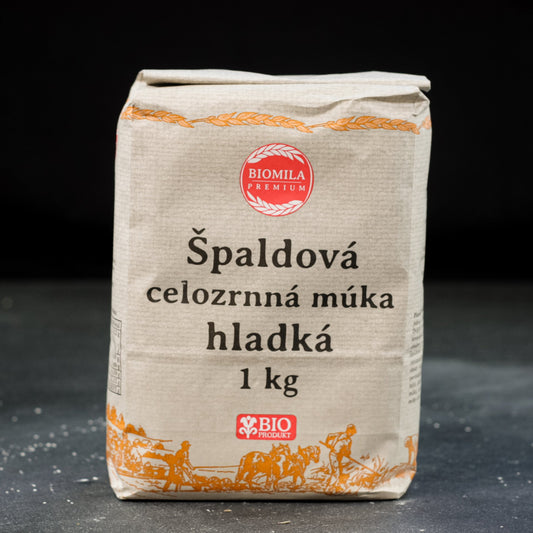 BIOMILA
PREMIUM
Špaldová
celozrnná múka
hladká
1 kg
BIO
PRODUKT